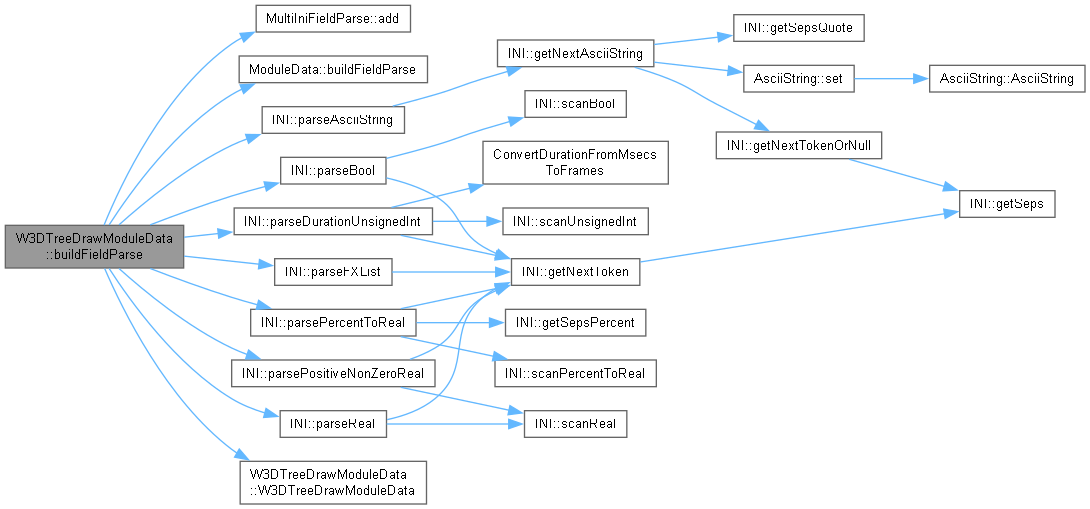 MultiIniFieldParse::add
ModuleData::buildFieldParse
INI::parseAsciiString
INI::parseBool
W3DTreeDrawModuleData
::buildFieldParse
INI::parseDurationUnsignedInt
INI::parseFXList
INI::parsePercentToReal
INI::parsePositiveNonZeroReal
INI::parseReal
W3DTreeDrawModuleData
::W3DTreeDrawModuleData
INI::getNextAsciiString
INI::scanBool
ConvertDurationFromMsecs
ToFrames
INI::scanUnsignedInt
INI::getNextToken
INI::getSepsPercent
INI::scanPercentToReal
INI::scanReal
INI::getSepsQuote
AsciiString::set
INI::getNextTokenOrNull
AsciiString::AsciiString
INI::getSeps